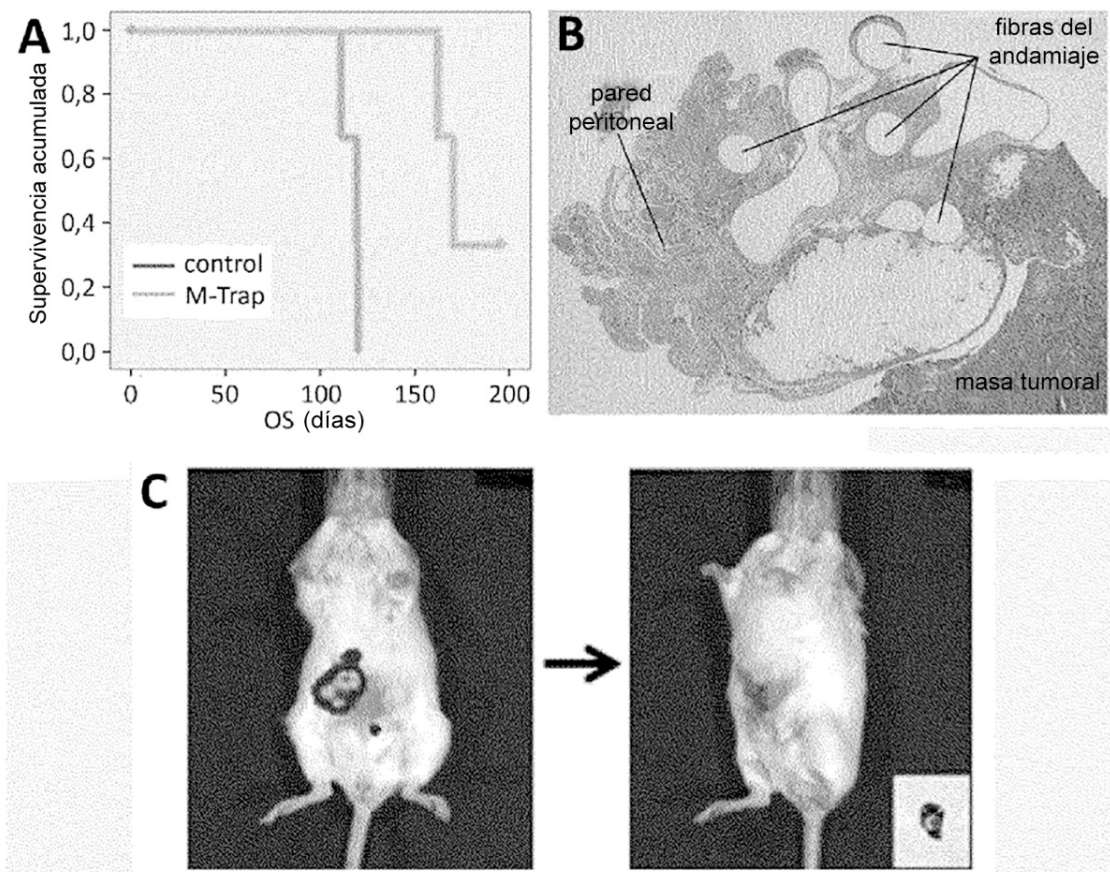 A
Supervivencia acumulada
1,0
0,8
0,6
0,4
0,2
0,0
control
M-Trap
0
50
100
150
200
OS (días)
B
fibras del
andamiaje
pared
peritoneal
masa tumoral
C